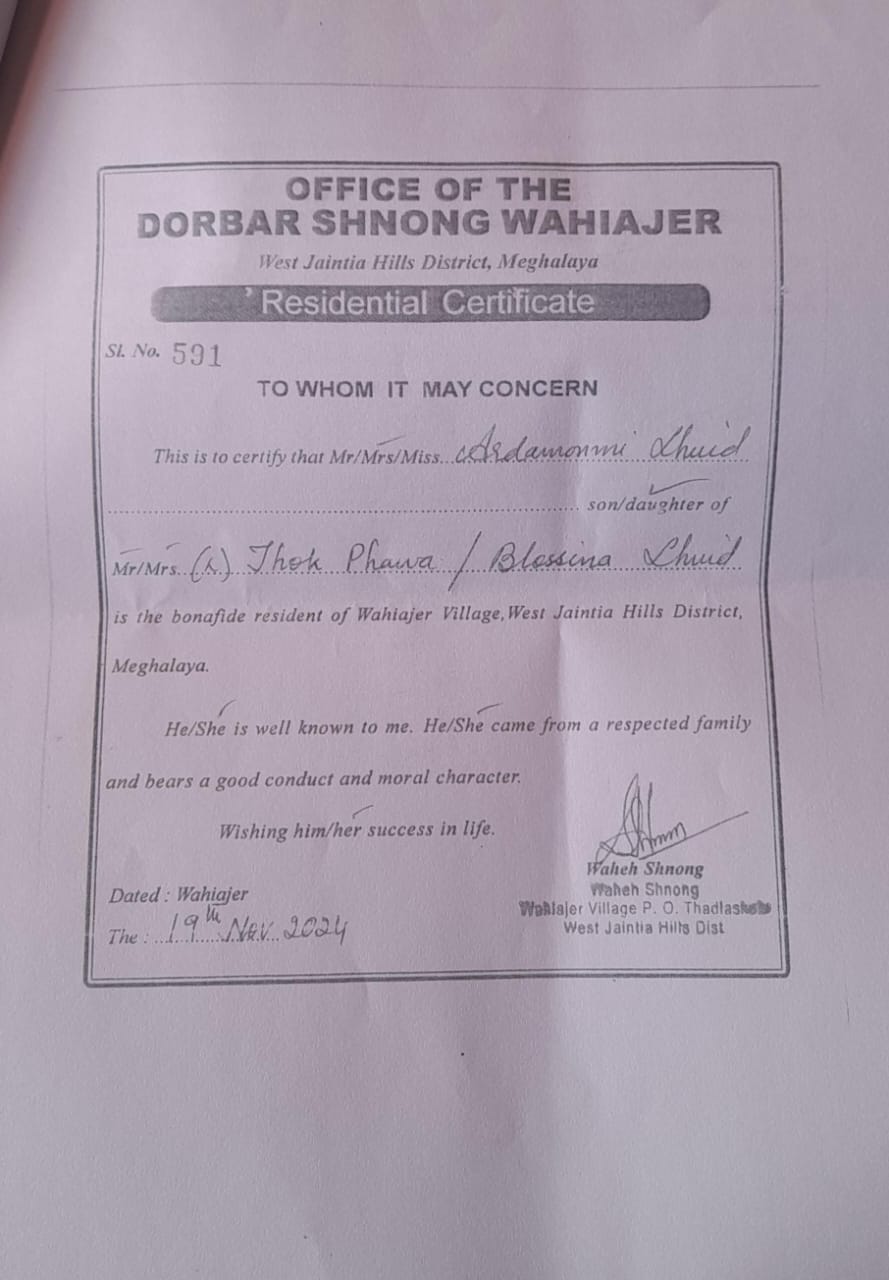 OFFICE OF THE
DORBAR SHNONG WAHIAJER
West Jaintia Hills District, Meghalaya
Residential Certificate
Sl. No. 591
TO WHOM IT MAY CONCERN
This is to certify that Mr/Mrs/Miss... Ardamonmi Lhuid
son/daughter of
Mr/Mrs.. (L) Thok Phawa / Blessina Lhuid
is the bonafide resident of Wahiajer Village, West Jaintia Hills District,
Meghalaya.
He/She is well known to me. He/She came from a respected family
and bears a good conduct and moral character.
Wishing him/her success in life.
Waheh Shnong
Waheh Shnong
Wahiajer Village P. O. Thadlaskein
West Jaintia Hills Dist
Dated : Wahiajer
The : 19th Nov. 2024